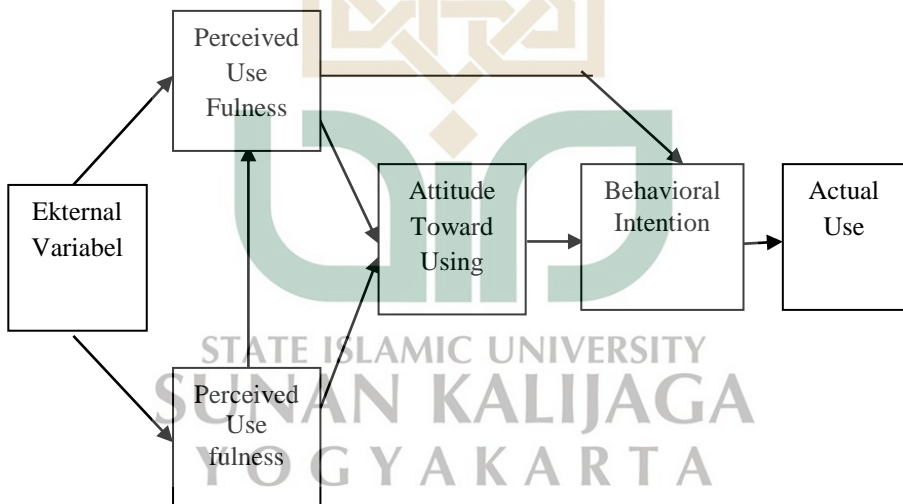 Perceived
Use
Fulness
Ekternal
Variabel
Attitude
Toward
Using
Behavioral
Intention
Actual
Use
Perceived
Use
fulness
STATE ISLAMIC UNIVERSITY
SUNAN KALIJAGA
YOGYAKARTA